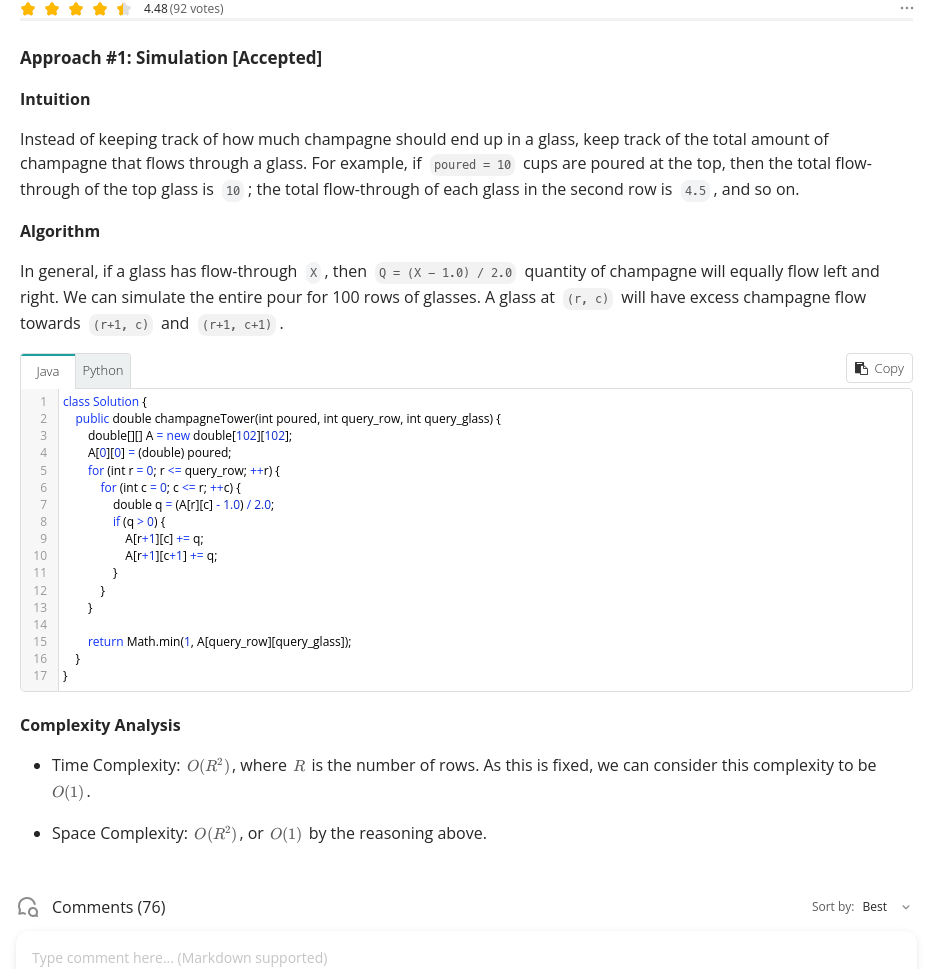 4.48 (92 votes)
Approach #1: Simulation [Accepted]
Intuition
Instead of keeping track of how much champagne should end up in a glass, keep track of the total amount of
champagne that flows through a glass. For example, if poured = 10 cups are poured at the top, then the total flow-
through of the top glass is 10 ; the total flow-through of each glass in the second row is 4.5 , and so on.
Algorithm
In general, if a glass has flow-through X , then Q = (X − 1.0) / 2.0 quantity of champagne will equally flow left and
right. We can simulate the entire pour for 100 rows of glasses. A glass at (r, c) will have excess champagne flow
towards (r+1, c) and (r+1, c+1) .
Java Python Copy
1 class Solution {
2 public double champagneTower(int poured, int query_row, int query_glass) {
3 double[][] A = new double[102][102];
4 A[0][0] = (double) poured;
5 for (int r = 0; r <= query_row; ++r) {
6 for (int c = 0; c <= r; ++c) {
7 double q = (A[r][c] - 1.0) / 2.0;
8 if (q > 0) {
9 A[r+1][c] += q;
10 A[r+1][c+1] += q;
11 }
12 }
13 }
14
15 return Math.min(1, A[query_row][query_glass]);
16 }
17 }
Complexity Analysis
• Time Complexity: O(R²), where R is the number of rows. As this is fixed, we can consider this complexity to be
O(1).
• Space Complexity: O(R²), or O(1) by the reasoning above.
Comments (76) Sort by: Best
Type comment here... (Markdown supported)